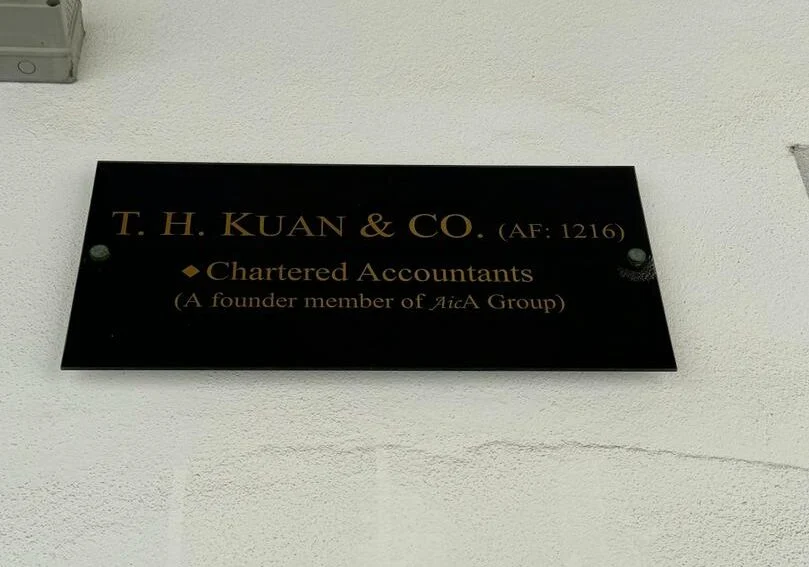 T. H. KUAN & CO. (AF: 1216)
◆Chartered Accountants
(A founder member of AicA Group)